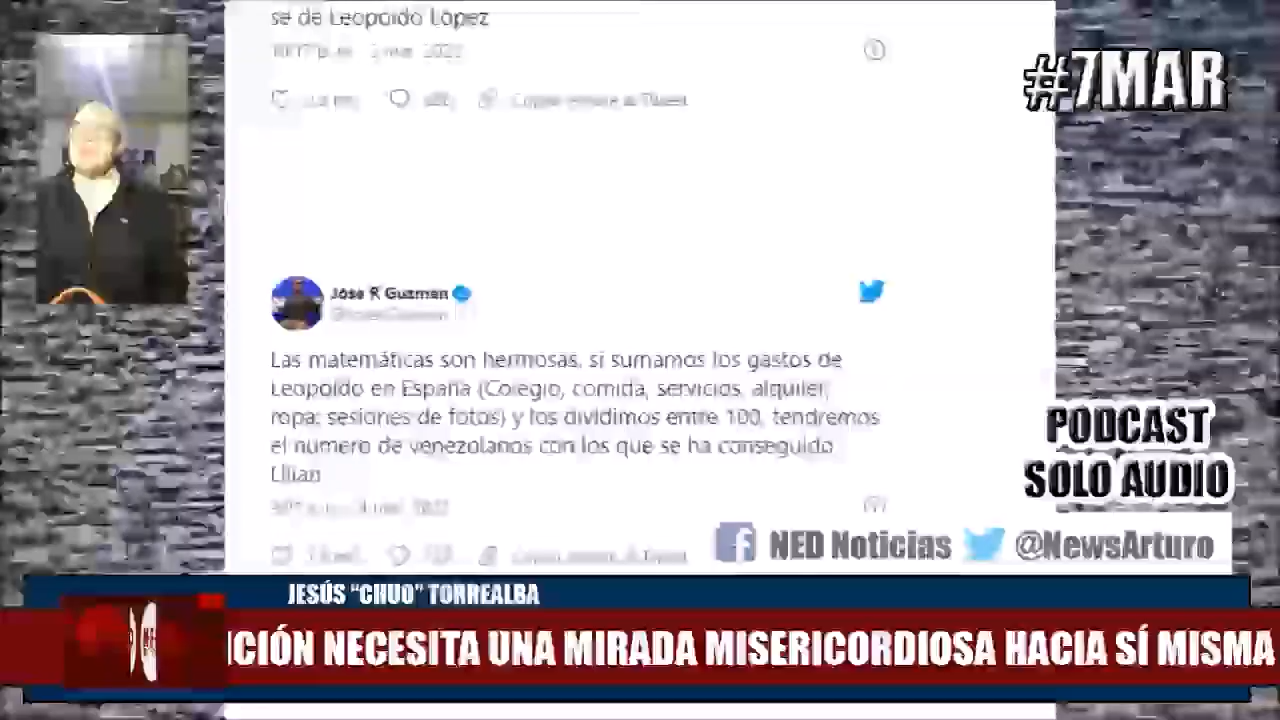 se de Leopoldo López
#7MAR
Jose R Guzman
Las matemáticas son hermosas, si sumamos los gastos de
Leopoldo en España (Colegio, comida, servicios, alquiler,
ropa, sesiones de fotos) y los dividimos entre 100, tendremos
el numero de venezolanos con los que se ha conseguido
Lilian
PODCAST
SOLO AUDIO
NED Noticias @NewsArturo
JESÚS "CHUO" TORREALBA
ICIÓN NECESITA UNA MIRADA MISERICORDIOSA HACIA SÍ MISMA